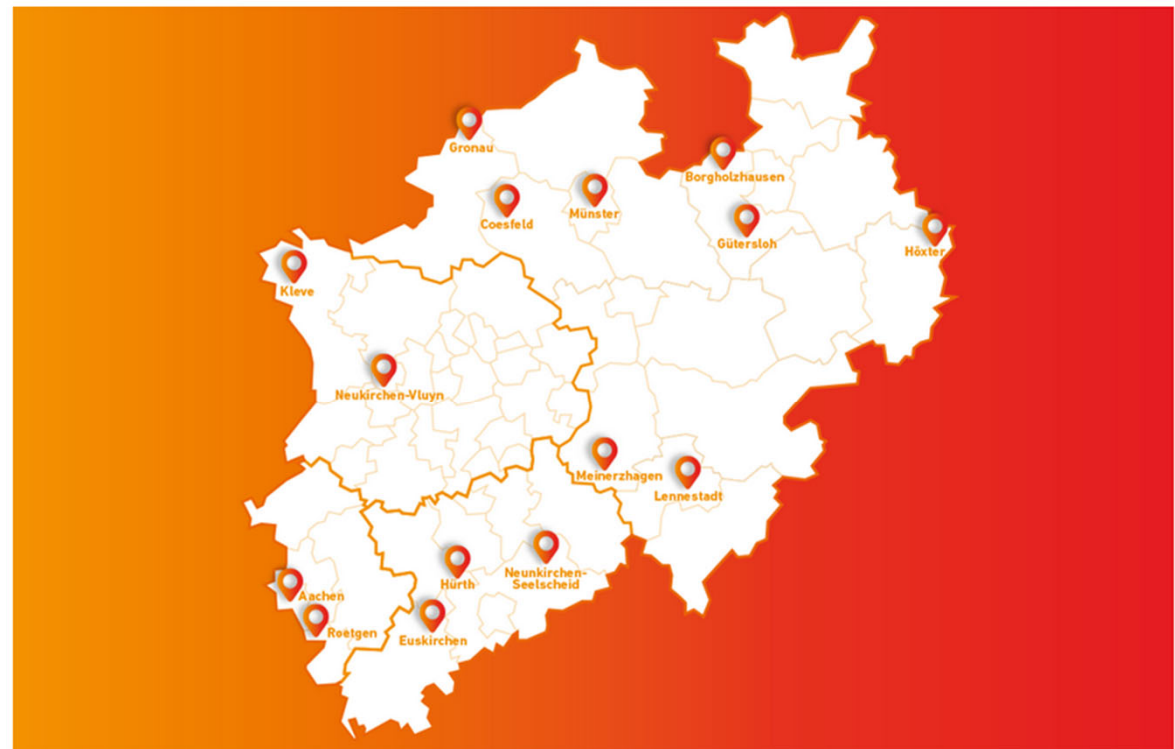 Gronau
Borgholzhausen
Münster
Coesfeld
Gütersloh
Höxter
Kleve
Neukirchen-Vluyn
Meinerzhagen
Lennestadt
Neunkirchen-
Seelscheid
Hürth
Aachen
Roetgen
Euskirchen